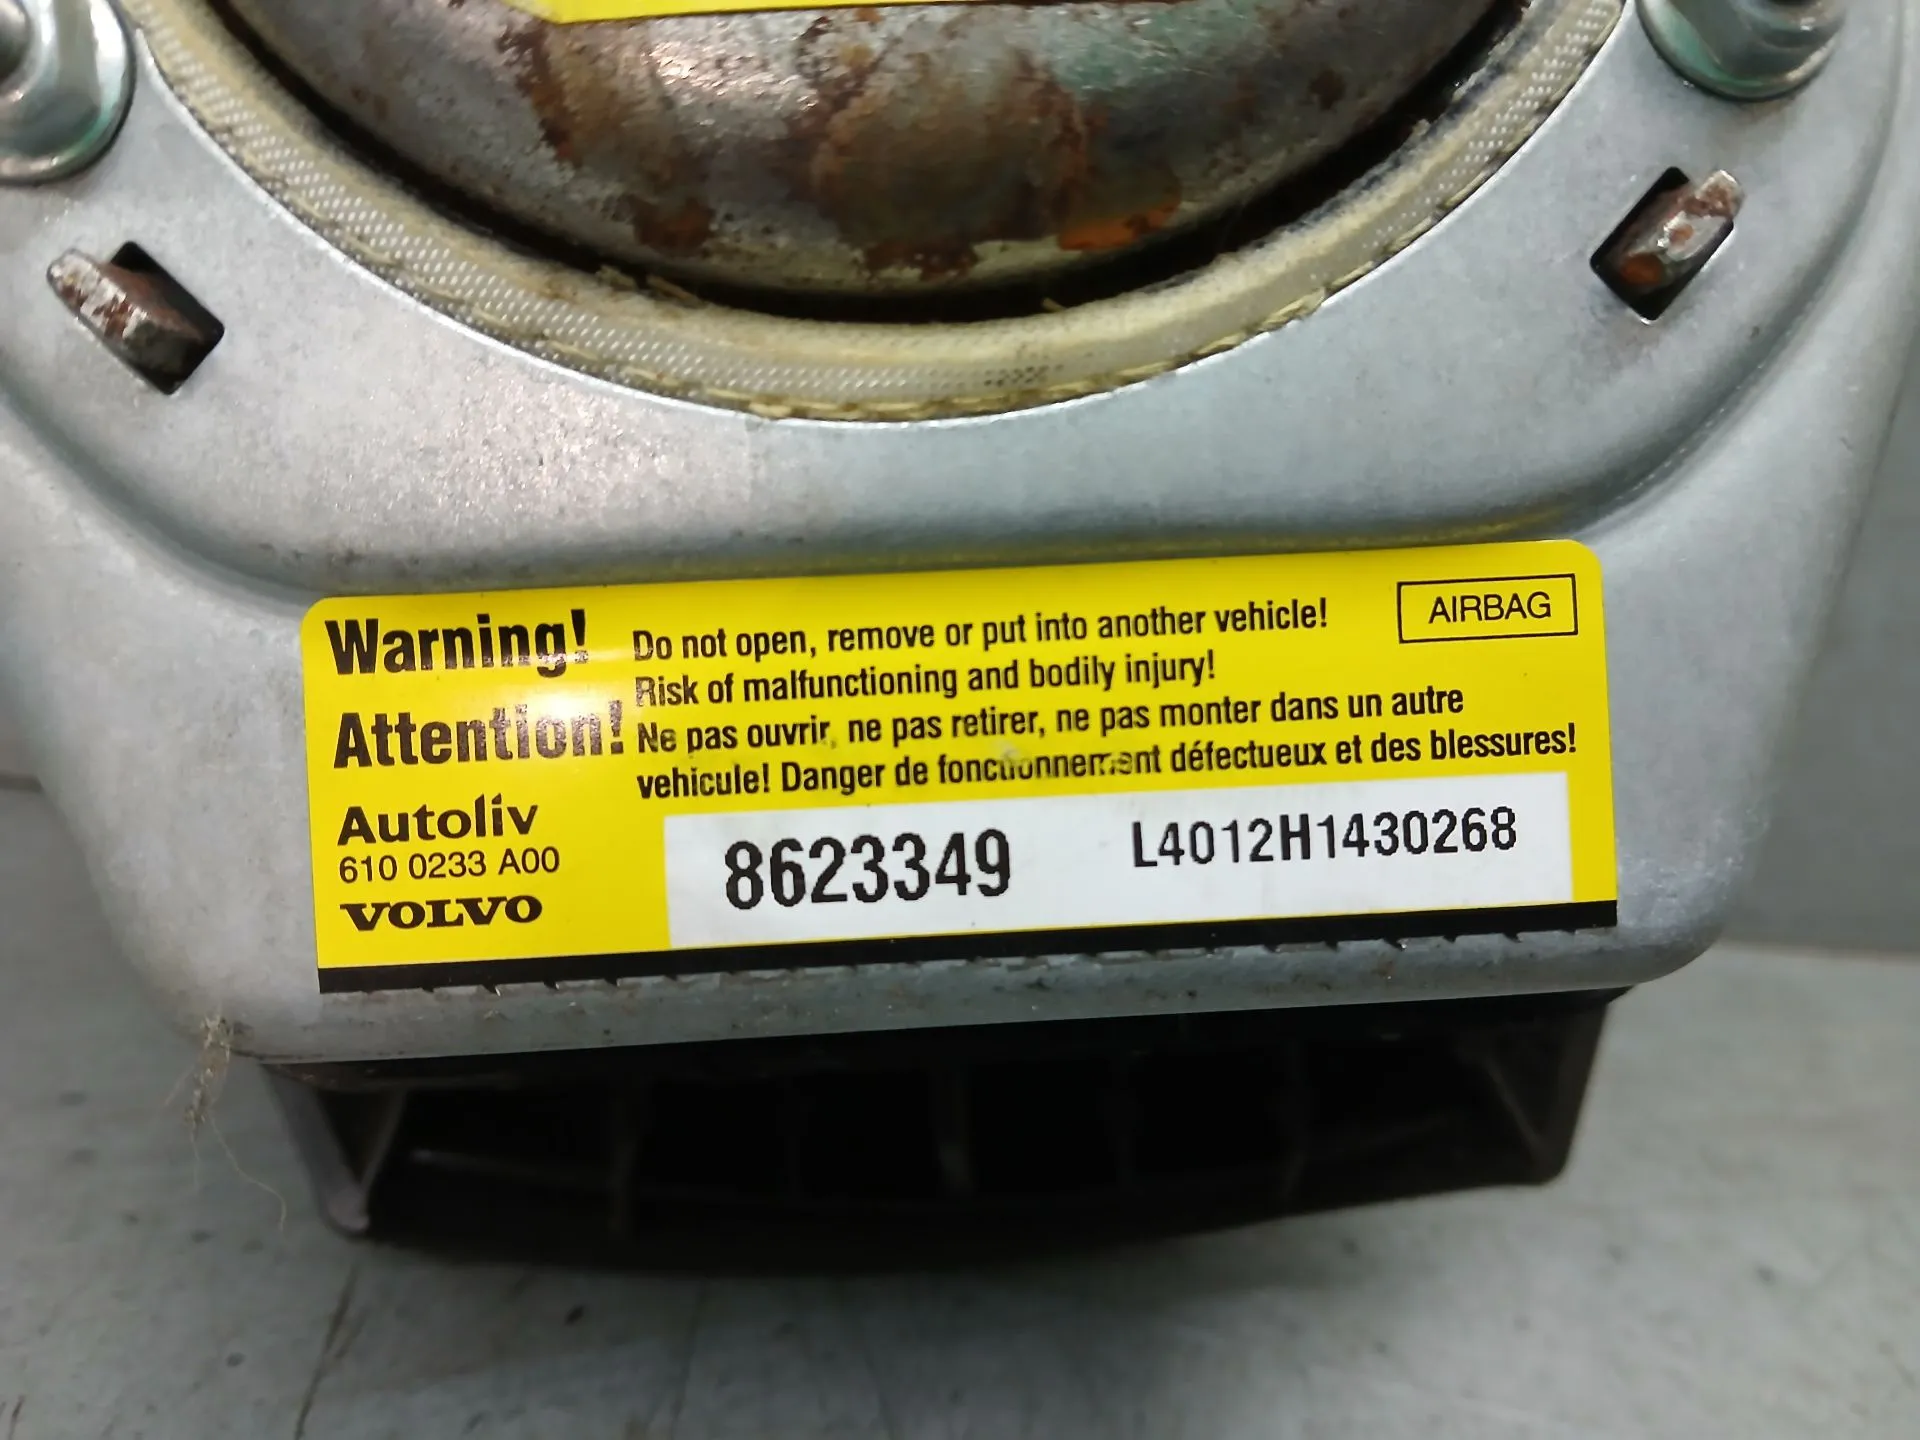 Warning!
Do not open, remove or put into another vehicle!
Risk of malfunctioning and bodily injury!
AIRBAG
Attention!
Ne pas ouvrir, ne pas retirer, ne pas monter dans un autre
vehicule! Danger de fonctionnement défectueux et des blessures!
Autoliv
610 0233 A00
VOLVO
8623349
L4012H1430268